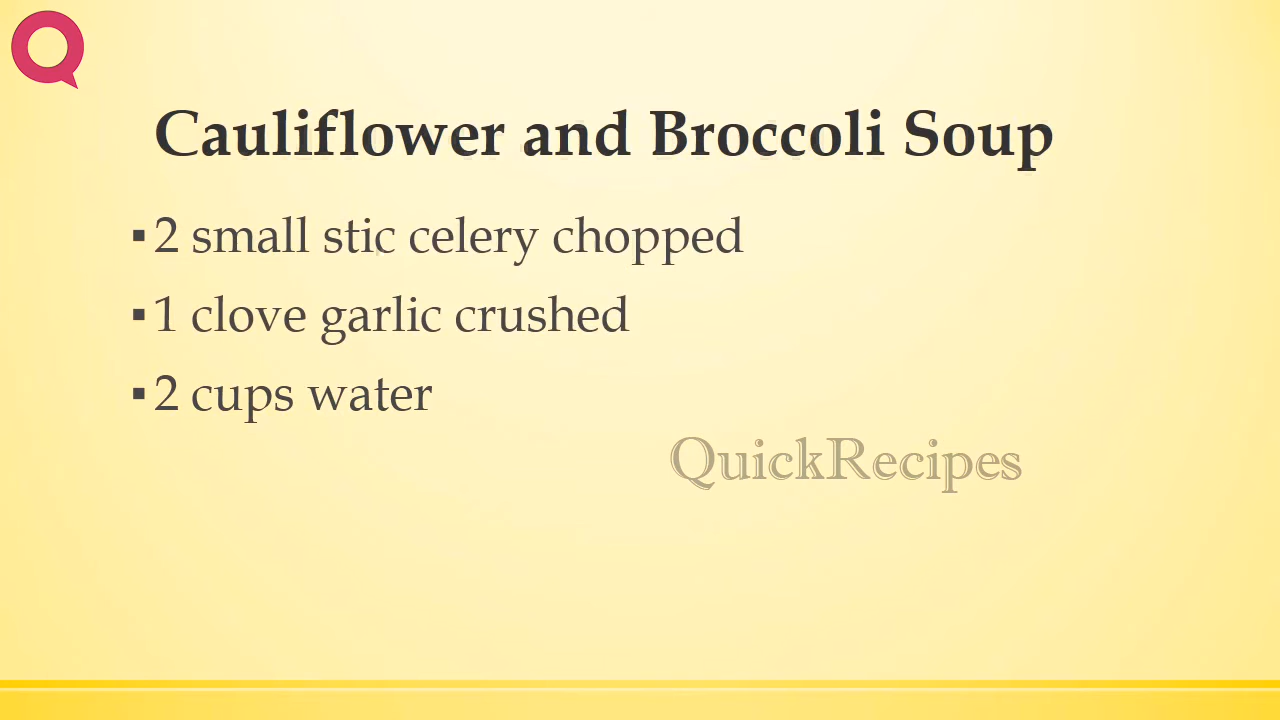 Cauliflower and Broccoli Soup
▪2 small stic celery chopped
▪1 clove garlic crushed
▪2 cups water
QuickRecipes